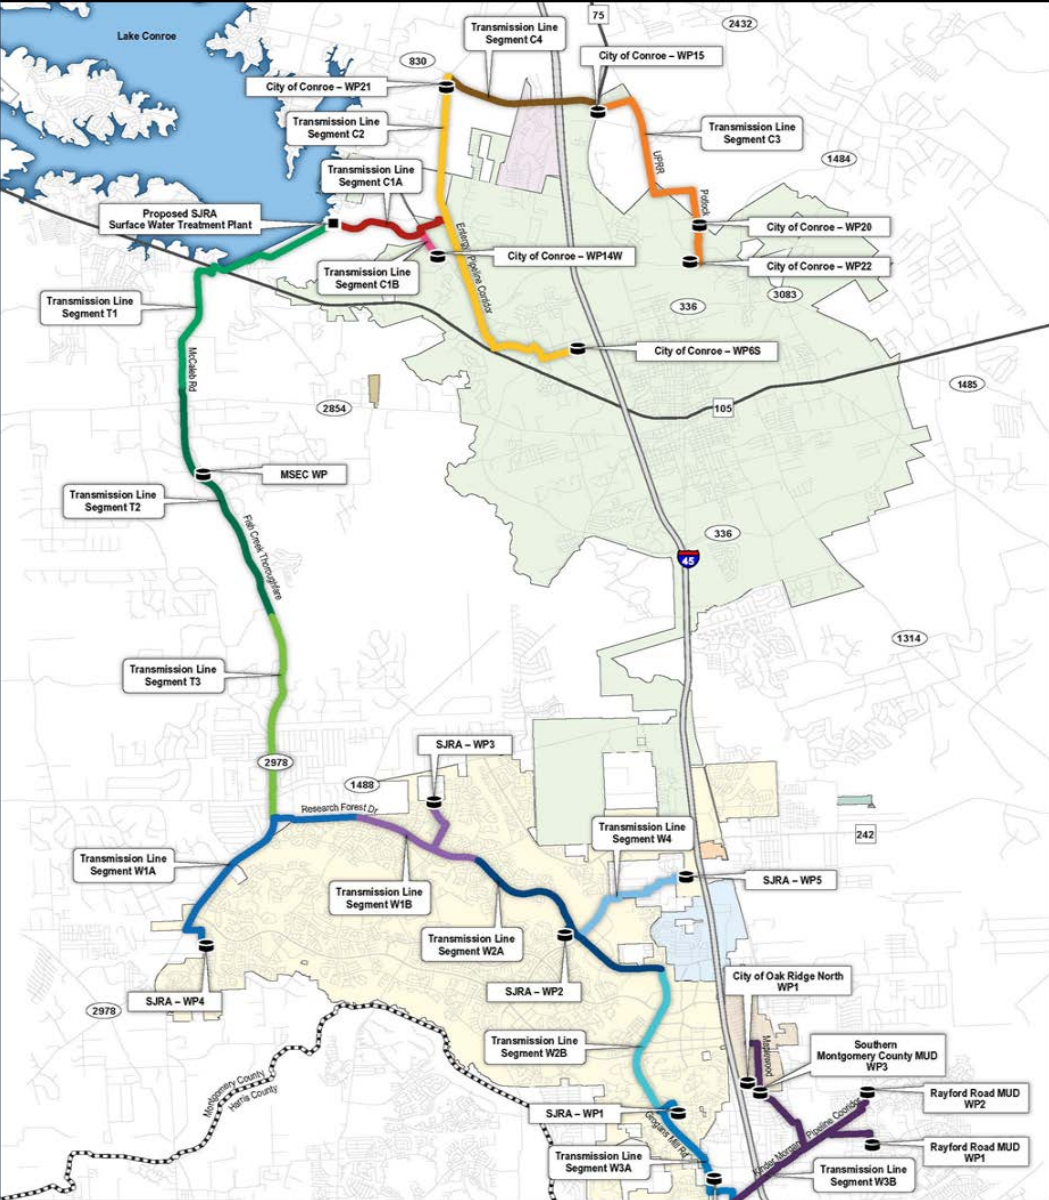 Lake Conroe
Transmission Line
Segment C4
75
2432
City of Conroe – WP15
830
City of Conroe – WP21
Transmission Line
Segment C2
Transmission Line
Segment C3
UPRR
1484
Transmission Line
Segment C1A
Pollock
Proposed SJRA
Surface Water Treatment Plant
City of Conroe – WP20
Entergy Pipeline Corridor
City of Conroe – WP14W
City of Conroe – WP22
Transmission Line
Segment C1B
3083
Transmission Line
Segment T1
336
City of Conroe – WP6S
McCaleb Rd
1485
2854
105
MSEC WP
Transmission Line
Segment T2
Fish Creek Thoroughfare
336
45
1314
Transmission Line
Segment T3
SJRA – WP3
2978
1488
Research Forest Dr
Transmission Line
Segment W4
242
Transmission Line
Segment W1A
SJRA – WP5
Transmission Line
Segment W1B
Transmission Line
Segment W2A
City of Oak Ridge North
WP1
SJRA – WP2
SJRA – WP4
2978
Transmission Line
Segment W2B
Maplewood
Southern
Montgomery County MUD
WP3
Montgomery County
Harris County
Rayford Road MUD
WP2
SJRA – WP1
Grogans Mill Rd
Kinder Morgan Pipeline Cooridor
Rayford Road MUD
WP1
Transmission Line
Segment W3A
Transmission Line
Segment W3B